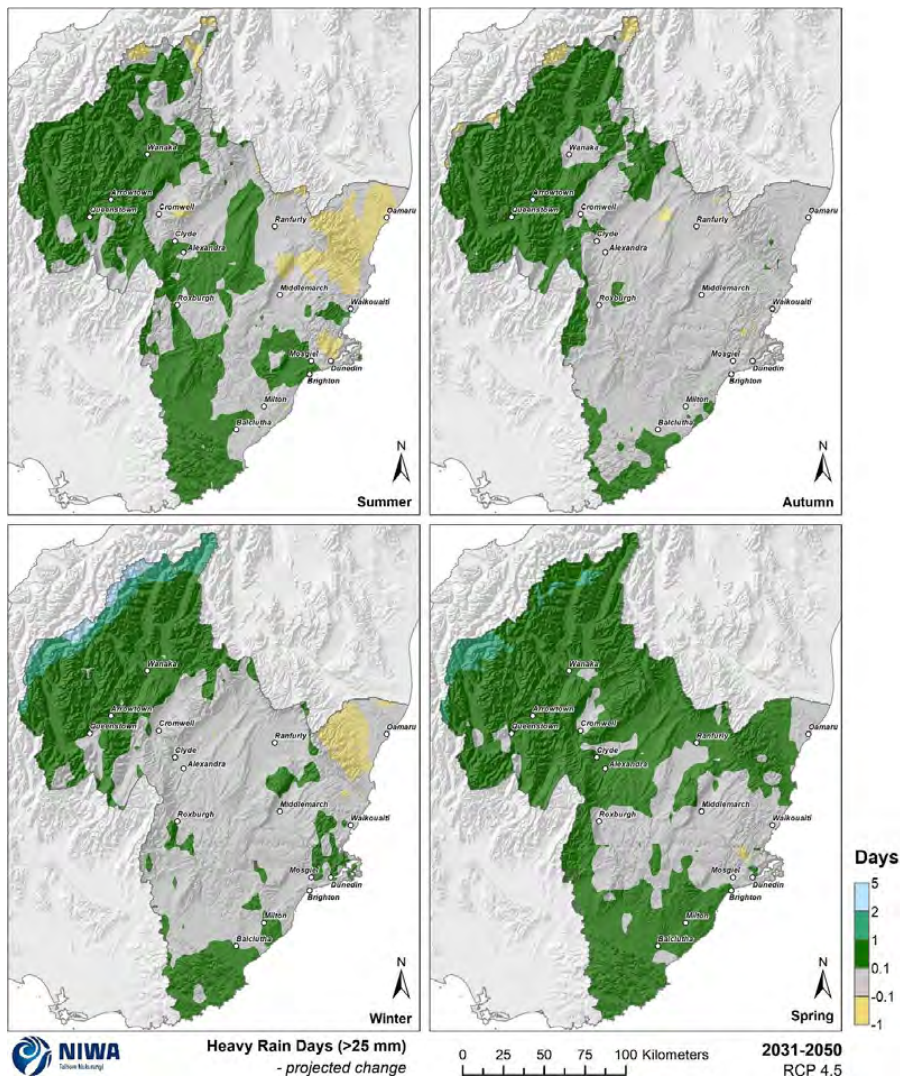 Wanaka
Arrowtown
Queenstown
Cromwell
Clyde
Alexandra
Ranfurly
Oamaru
Roxburgh
Middlemarch
Waikouaiti
Mosgiel
Dunedin
Brighton
Milton
Balclutha
N
Summer
Wanaka
Arrowtown
Queenstown
Cromwell
Clyde
Alexandra
Ranfurly
Oamaru
Roxburgh
Middlemarch
Waikouaiti
Mosgiel
Dunedin
Brighton
Milton
Balclutha
N
Autumn
Wanaka
Arrowtown
Queenstown
Cromwell
Clyde
Alexandra
Ranfurly
Oamaru
Roxburgh
Middlemarch
Waikouaiti
Mosgiel
Dunedin
Brighton
Milton
Balclutha
N
Winter
Wanaka
Arrowtown
Queenstown
Cromwell
Clyde
Alexandra
Ranfurly
Oamaru
Roxburgh
Middlemarch
Waikouaiti
Mosgiel
Dunedin
Brighton
Milton
Balclutha
N
Spring
Days
5
2
1
0.1
-0.1
-1
NIWA
Taihoro Nukurangi
Heavy Rain Days (>25 mm)
- projected change
0 25 50 75 100 Kilometers
2031-2050
RCP 4.5